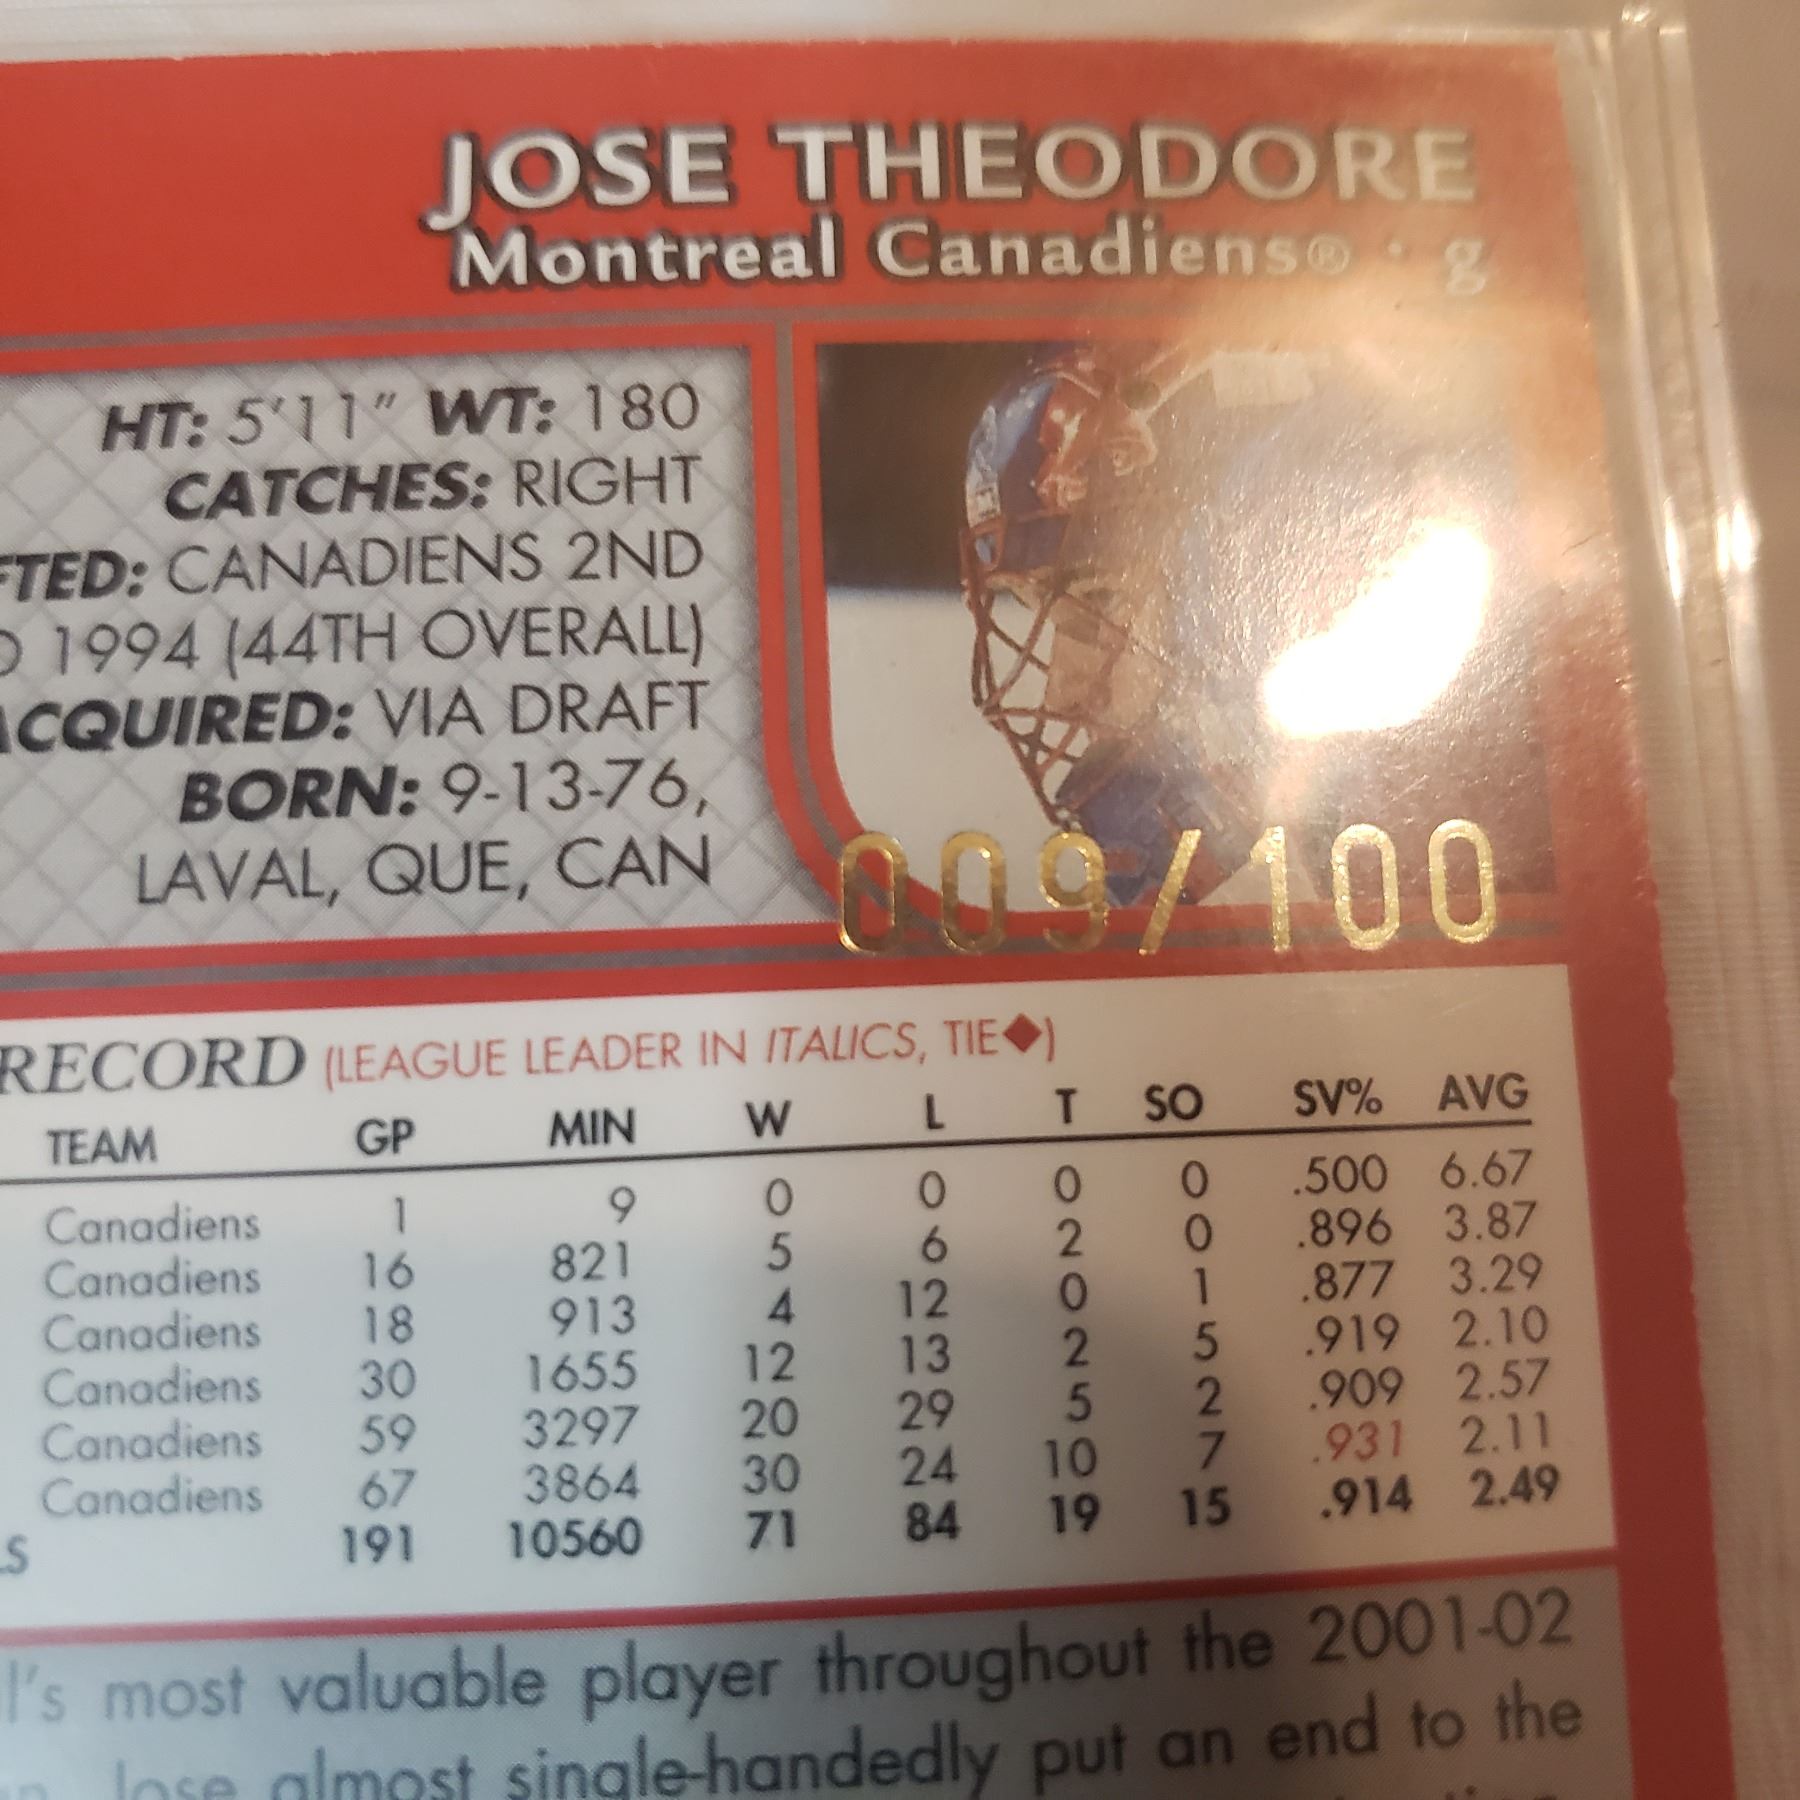 JOSE THEODORE
Montreal Canadiens® · g
HT: 5'11" WT: 180
CATCHES: RIGHT
FTED: CANADIENS 2ND
D 1994 (44TH OVERALL)
ACQUIRED: VIA DRAFT
BORN: 9-13-76,
LAVAL, QUE, CAN
009/100
RECORD (LEAGUE LEADER IN ITALICS, TIE◆)
TEAM GP MIN W L T SO SV% AVG
Canadiens 1 9 0 0 0 0 .500 6.67
Canadiens 16 821 5 6 2 0 .896 3.87
Canadiens 18 913 4 12 0 1 .877 3.29
Canadiens 30 1655 12 13 2 5 .919 2.10
Canadiens 59 3297 20 29 5 2 .909 2.57
Canadiens 67 3864 30 24 10 7 .931 2.11
LS 191 10560 71 84 19 15 .914 2.49
l's most valuable player throughout the 2001-02
Jose almost single-handedly put an end to the